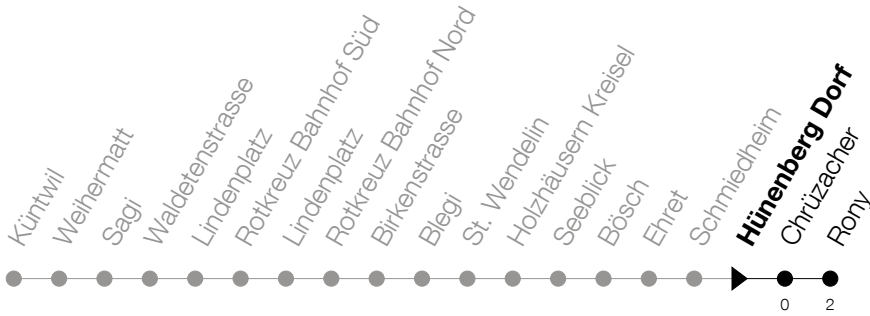 Küntwil
Weihermatt
Sagi
Waldetenstrasse
Lindenplatz
Rotkreuz Bahnhof Süd
Lindenplatz
Rotkreuz Bahnhof Nord
Birkenstrasse
Blegi
St. Wendelin
Holzhäusern Kreisel
Seeblick
Bösch
Ehret
Schmiedheim
Hünenberg Dorf
Chrüzacher
Rony
0
2